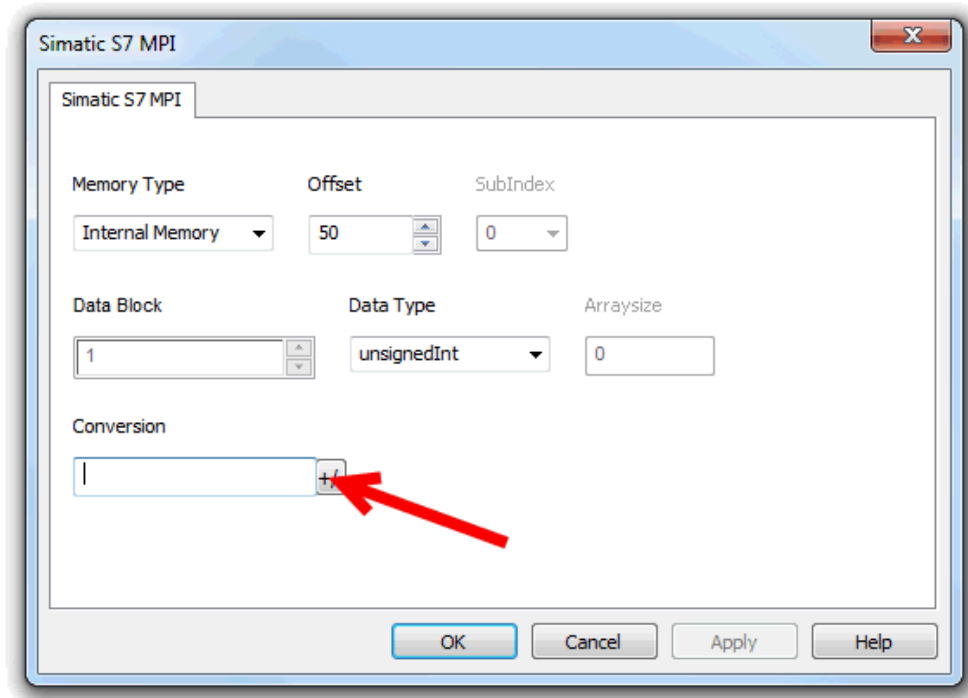 Simatic S7 MPI
Simatic S7 MPI
Memory Type Offset SubIndex
Internal Memory 50 0
Data Block Data Type Arraysize
1 unsignedInt 0
Conversion
+/
OK Cancel Apply Help